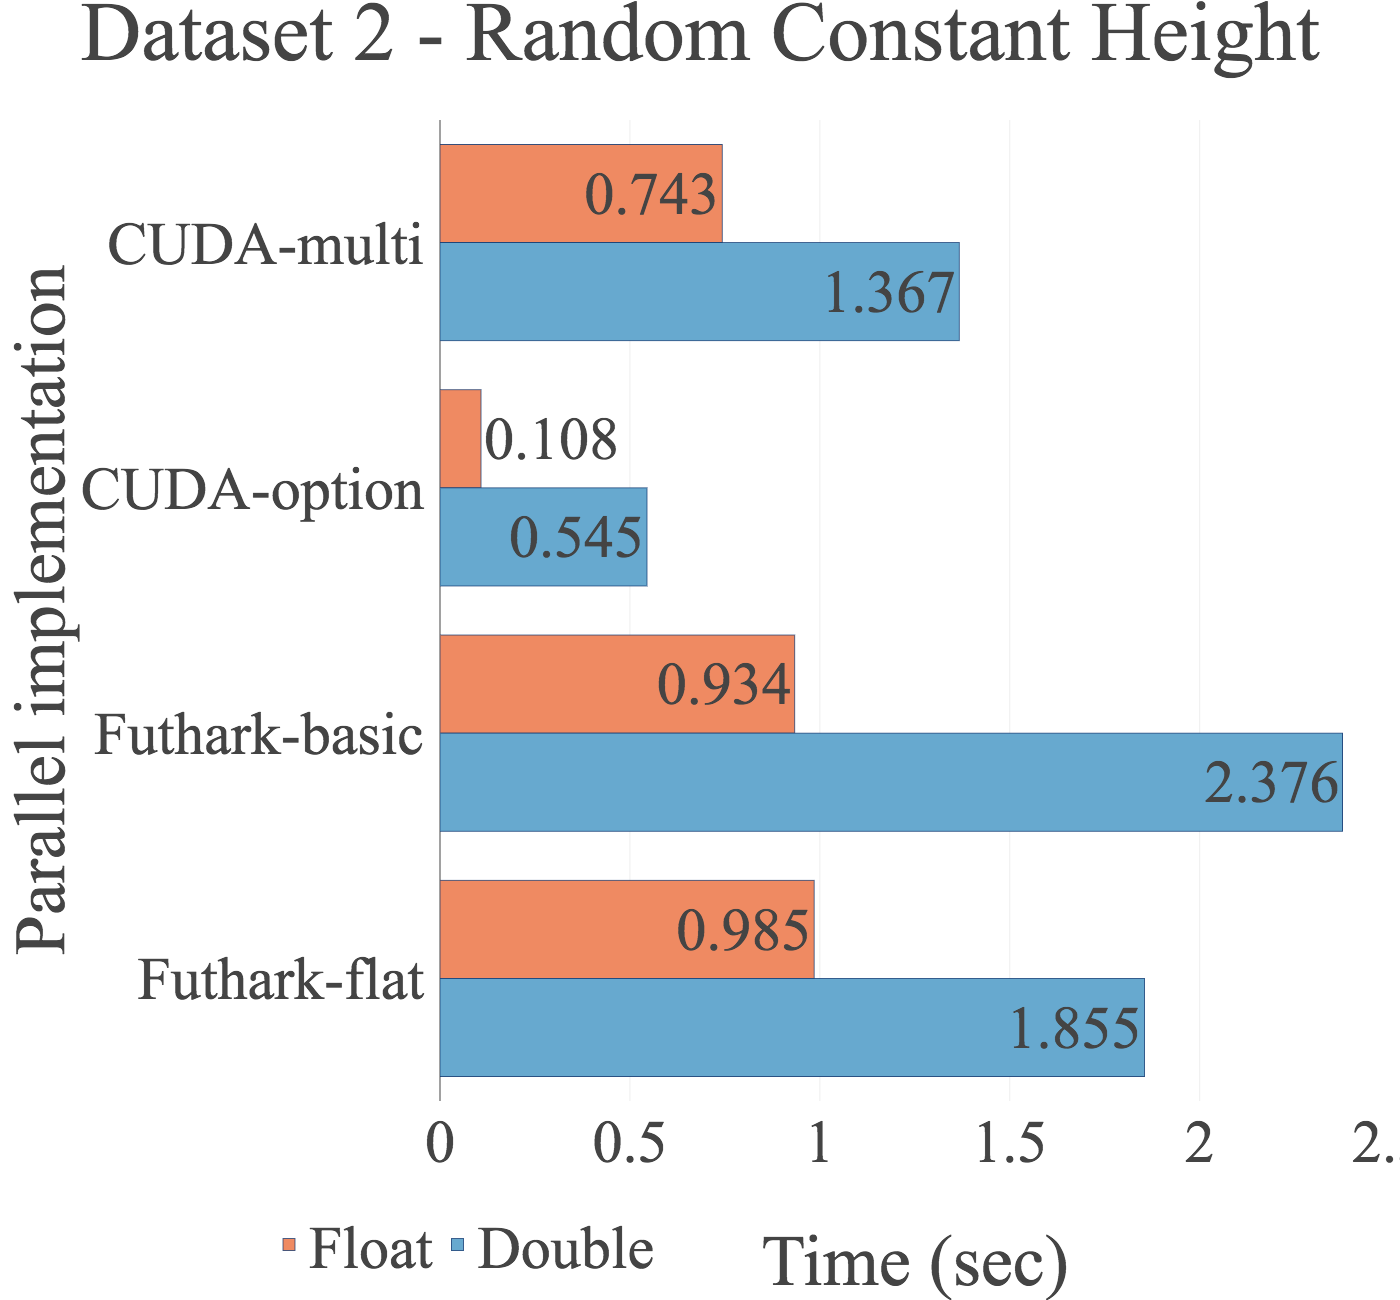 Dataset 2 - Random Constant Height
Parallel implementation
CUDA-multi
0.743
1.367
CUDA-option
0.108
0.545
Futhark-basic
0.934
2.376
Futhark-flat
0.985
1.855
0 0.5 1 1.5 2 2.
Float Double
Time (sec)